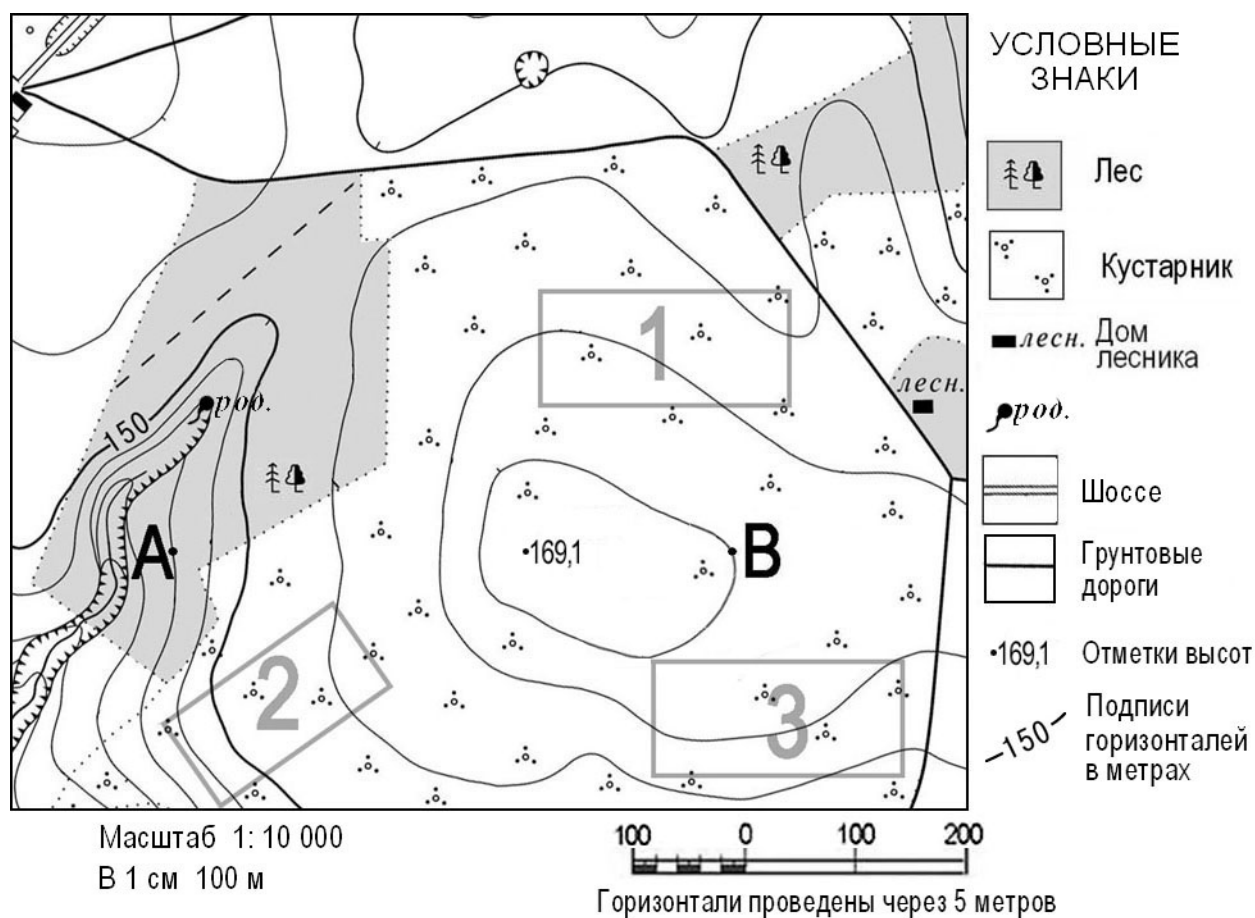 150
род.
A
1
лесн.
169,1
B
2
3
УСЛОВНЫЕ
ЗНАКИ
Лес
Кустарник
лесн. Дом
лесника
род.
Шоссе
Грунтовые
дороги
169,1 Отметки высот
150 Подписи
горизонталей
в метрах
Масштаб 1: 10 000
В 1 см 100 м
100 0 100 200
Горизонтали проведены через 5 метров